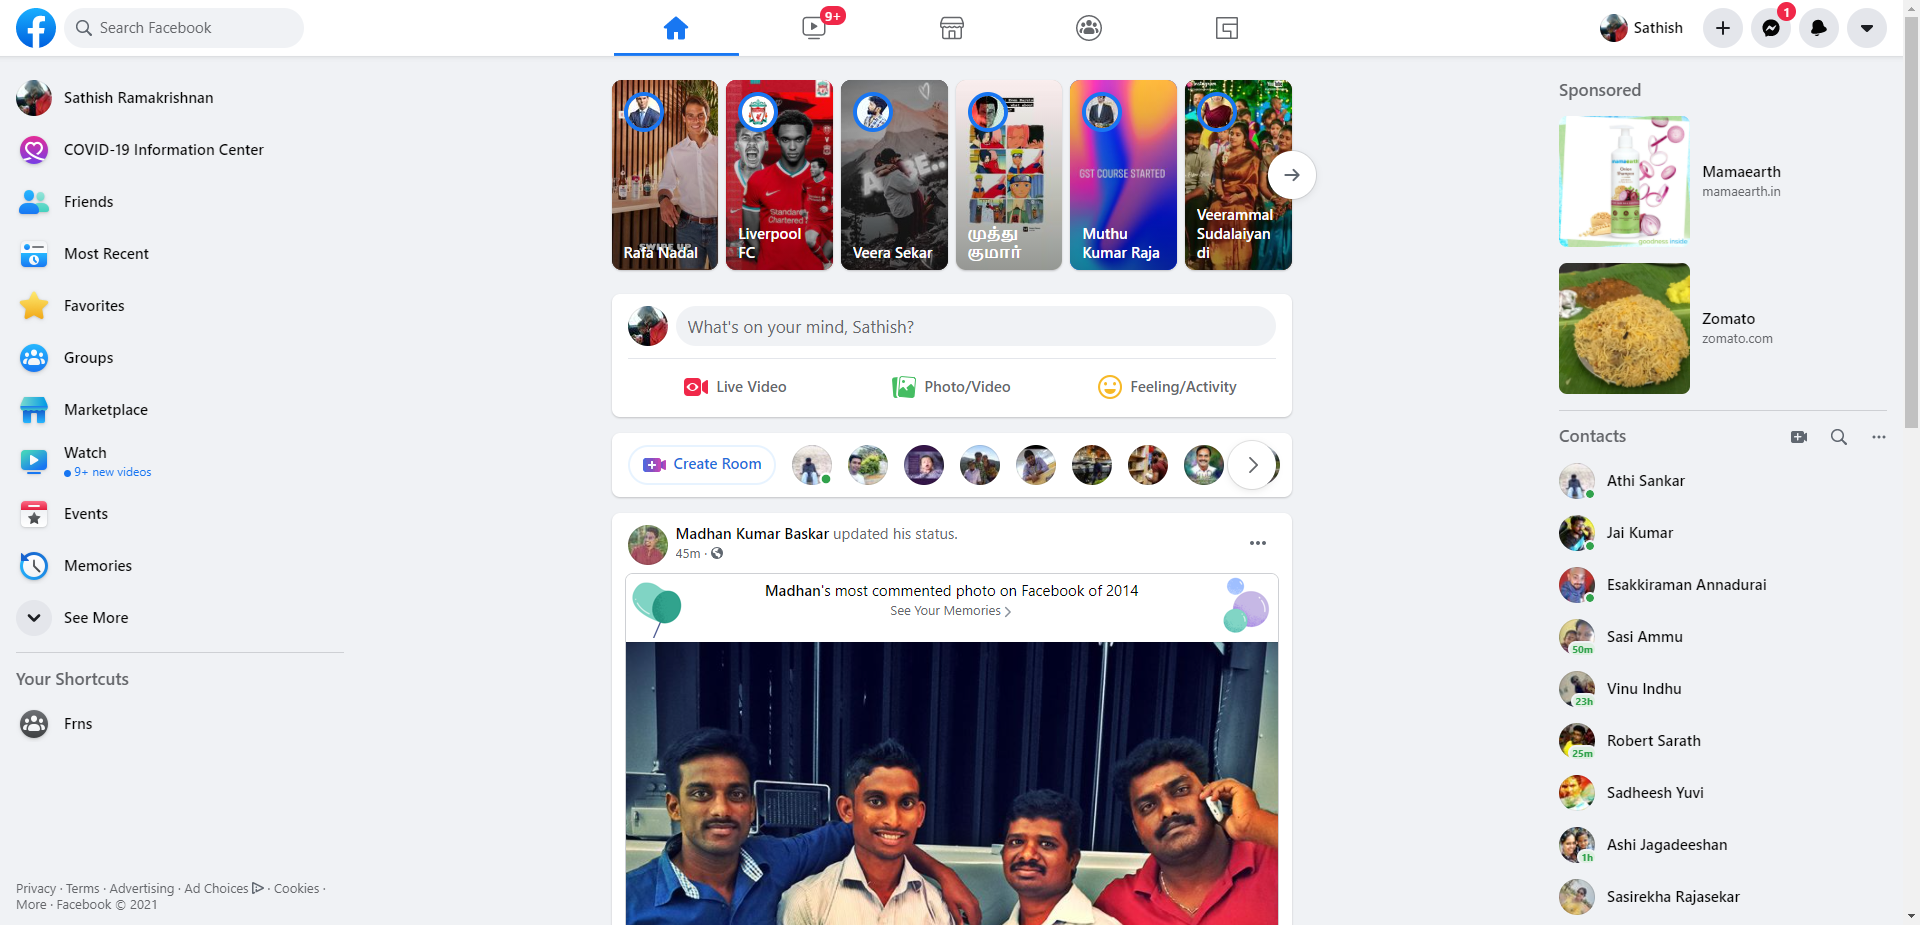 Search Facebook
9+
Sathish
1
Sathish Ramakrishnan
COVID-19 Information Center
Friends
Most Recent
Favorites
Groups
Marketplace
Watch
9+ new videos
Events
Memories
See More
Your Shortcuts
Frns
Privacy · Terms · Advertising · Ad Choices · Cookies ·
More · Facebook © 2021
Rafa Nadal
Standard
Chartered
Liverpool
FC
Veera Sekar
முத்து
குமார்
GST COURSE STARTED
Muthu
Kumar Raja
Veerammal
Sudalaiyan
di
What's on your mind, Sathish?
Live Video
Photo/Video
Feeling/Activity
Create Room
Madhan Kumar Baskar updated his status.
45m ·
Madhan's most commented photo on Facebook of 2014
See Your Memories
Sponsored
mamaearth
goodness inside
Mamaearth
mamaearth.in
Zomato
zomato.com
Contacts
Athi Sankar
Jai Kumar
Esakkiraman Annadurai
Sasi Ammu
50m
Vinu Indhu
23h
Robert Sarath
25m
Sadheesh Yuvi
Ashi Jagadeeshan
1h
Sasirekha Rajasekar